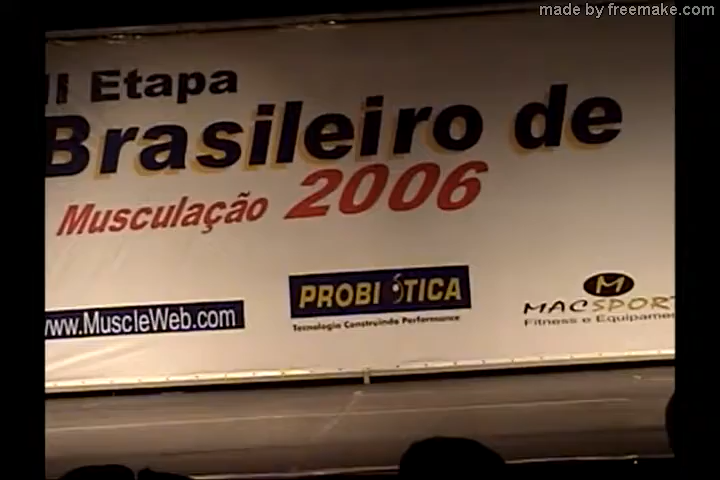 made by freemake.com
II Etapa
Brasileiro de
Musculação 2006
www.MuscleWeb.com
PROBIÓTICA
Tecnologia Construindo Performance
M
MACSPORT
Fitness e Equipame